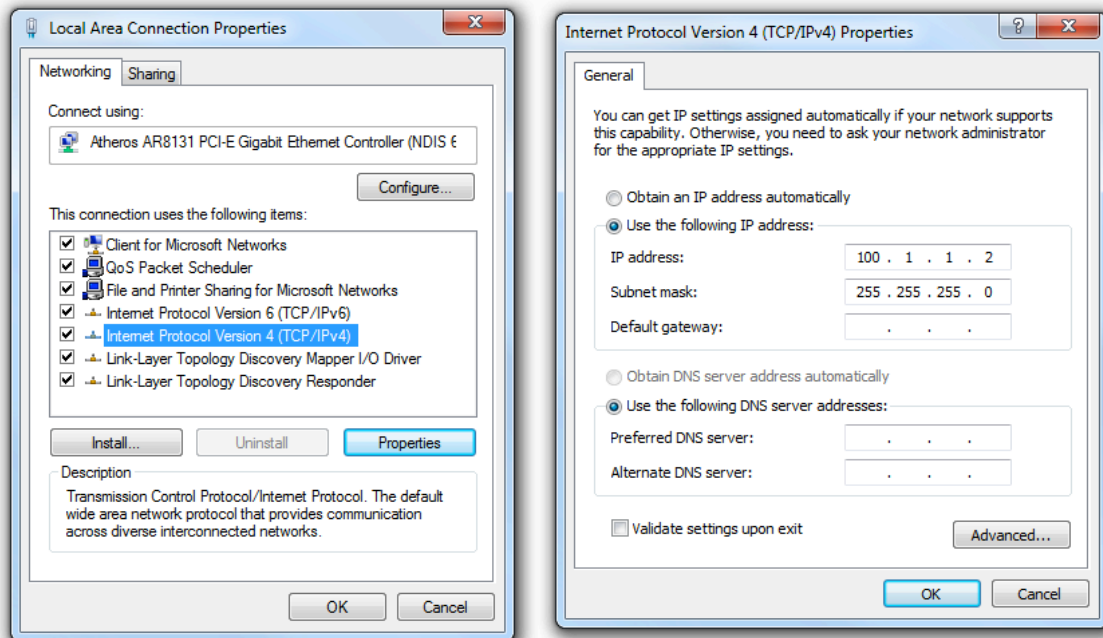 Local Area Connection Properties
Networking
Sharing
Connect using:
Atheros AR8131 PCI-E Gigabit Ethernet Controller (NDIS 6
Configure...
This connection uses the following items:
Client for Microsoft Networks
QoS Packet Scheduler
File and Printer Sharing for Microsoft Networks
Internet Protocol Version 6 (TCP/IPv6)
Internet Protocol Version 4 (TCP/IPv4)
Link-Layer Topology Discovery Mapper I/O Driver
Link-Layer Topology Discovery Responder
Install...
Uninstall
Properties
Description
Transmission Control Protocol/Internet Protocol. The default
wide area network protocol that provides communication
across diverse interconnected networks.
OK
Cancel
Internet Protocol Version 4 (TCP/IPv4) Properties
General
You can get IP settings assigned automatically if your network supports
this capability. Otherwise, you need to ask your network administrator
for the appropriate IP settings.
Obtain an IP address automatically
Use the following IP address:
IP address: 100 . 1 . 1 . 2
Subnet mask: 255 . 255 . 255 . 0
Default gateway: . . .
Obtain DNS server address automatically
Use the following DNS server addresses:
Preferred DNS server: . . .
Alternate DNS server: . . .
Validate settings upon exit
Advanced...
OK
Cancel